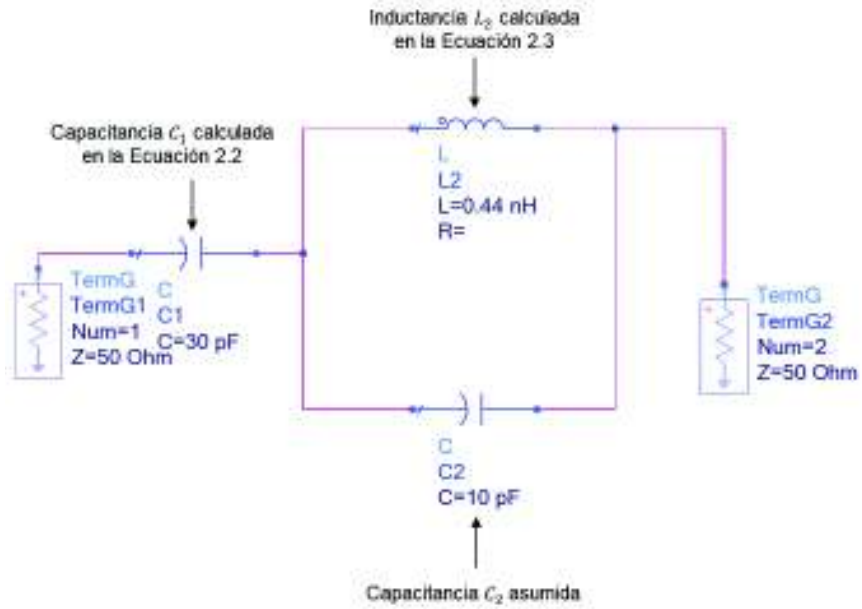 Inductancia L₂ calculada
en la Ecuación 2.3
Capacitancia C₁ calculada
en la Ecuación 2.2
L
L2
L=0.44 nH
R=
TermG
TermG1
Num=1
Z=50 Ohm
C
C1
C=30 pF
TermG
TermG2
Num=2
Z=50 Ohm
C
C2
C=10 pF
Capacitancia C₂ asumida